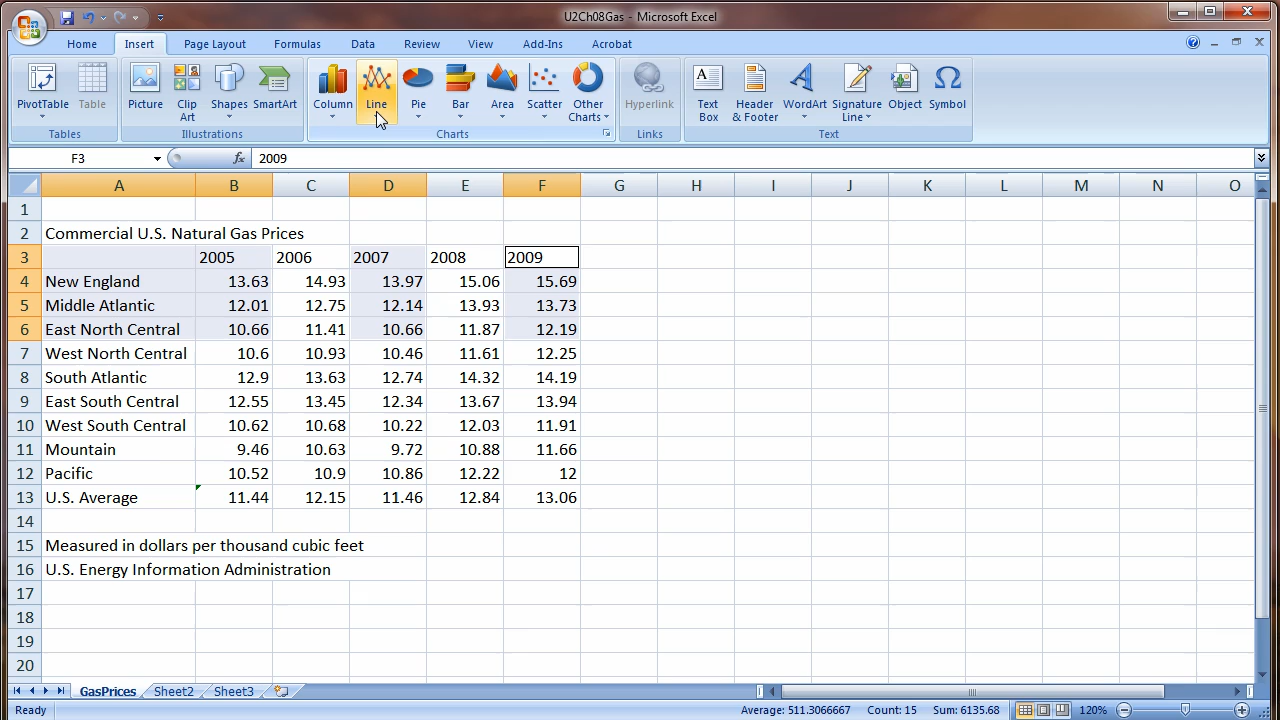 U2Ch08Gas - Microsoft Excel
Home Insert Page Layout Formulas Data Review View Add-Ins Acrobat
PivotTable Table Picture Clip Art Shapes SmartArt Column Line Pie Bar Area Scatter Other Charts Hyperlink Text Box Header & Footer WordArt Signature Line Object Symbol
Tables Illustrations Charts Links Text
F3 fx 2009
A B C D E F G H I J K L M N O
1
2 Commercial U.S. Natural Gas Prices
3 2005 2006 2007 2008 2009
4 New England 13.63 14.93 13.97 15.06 15.69
5 Middle Atlantic 12.01 12.75 12.14 13.93 13.73
6 East North Central 10.66 11.41 10.66 11.87 12.19
7 West North Central 10.6 10.93 10.46 11.61 12.25
8 South Atlantic 12.9 13.63 12.74 14.32 14.19
9 East South Central 12.55 13.45 12.34 13.67 13.94
10 West South Central 10.62 10.68 10.22 12.03 11.91
11 Mountain 9.46 10.63 9.72 10.88 11.66
12 Pacific 10.52 10.9 10.86 12.22 12
13 U.S. Average 11.44 12.15 11.46 12.84 13.06
14
15 Measured in dollars per thousand cubic feet
16 U.S. Energy Information Administration
17
18
19
20
GasPrices Sheet2 Sheet3
Ready Average: 511.3066667 Count: 15 Sum: 6135.68 120%